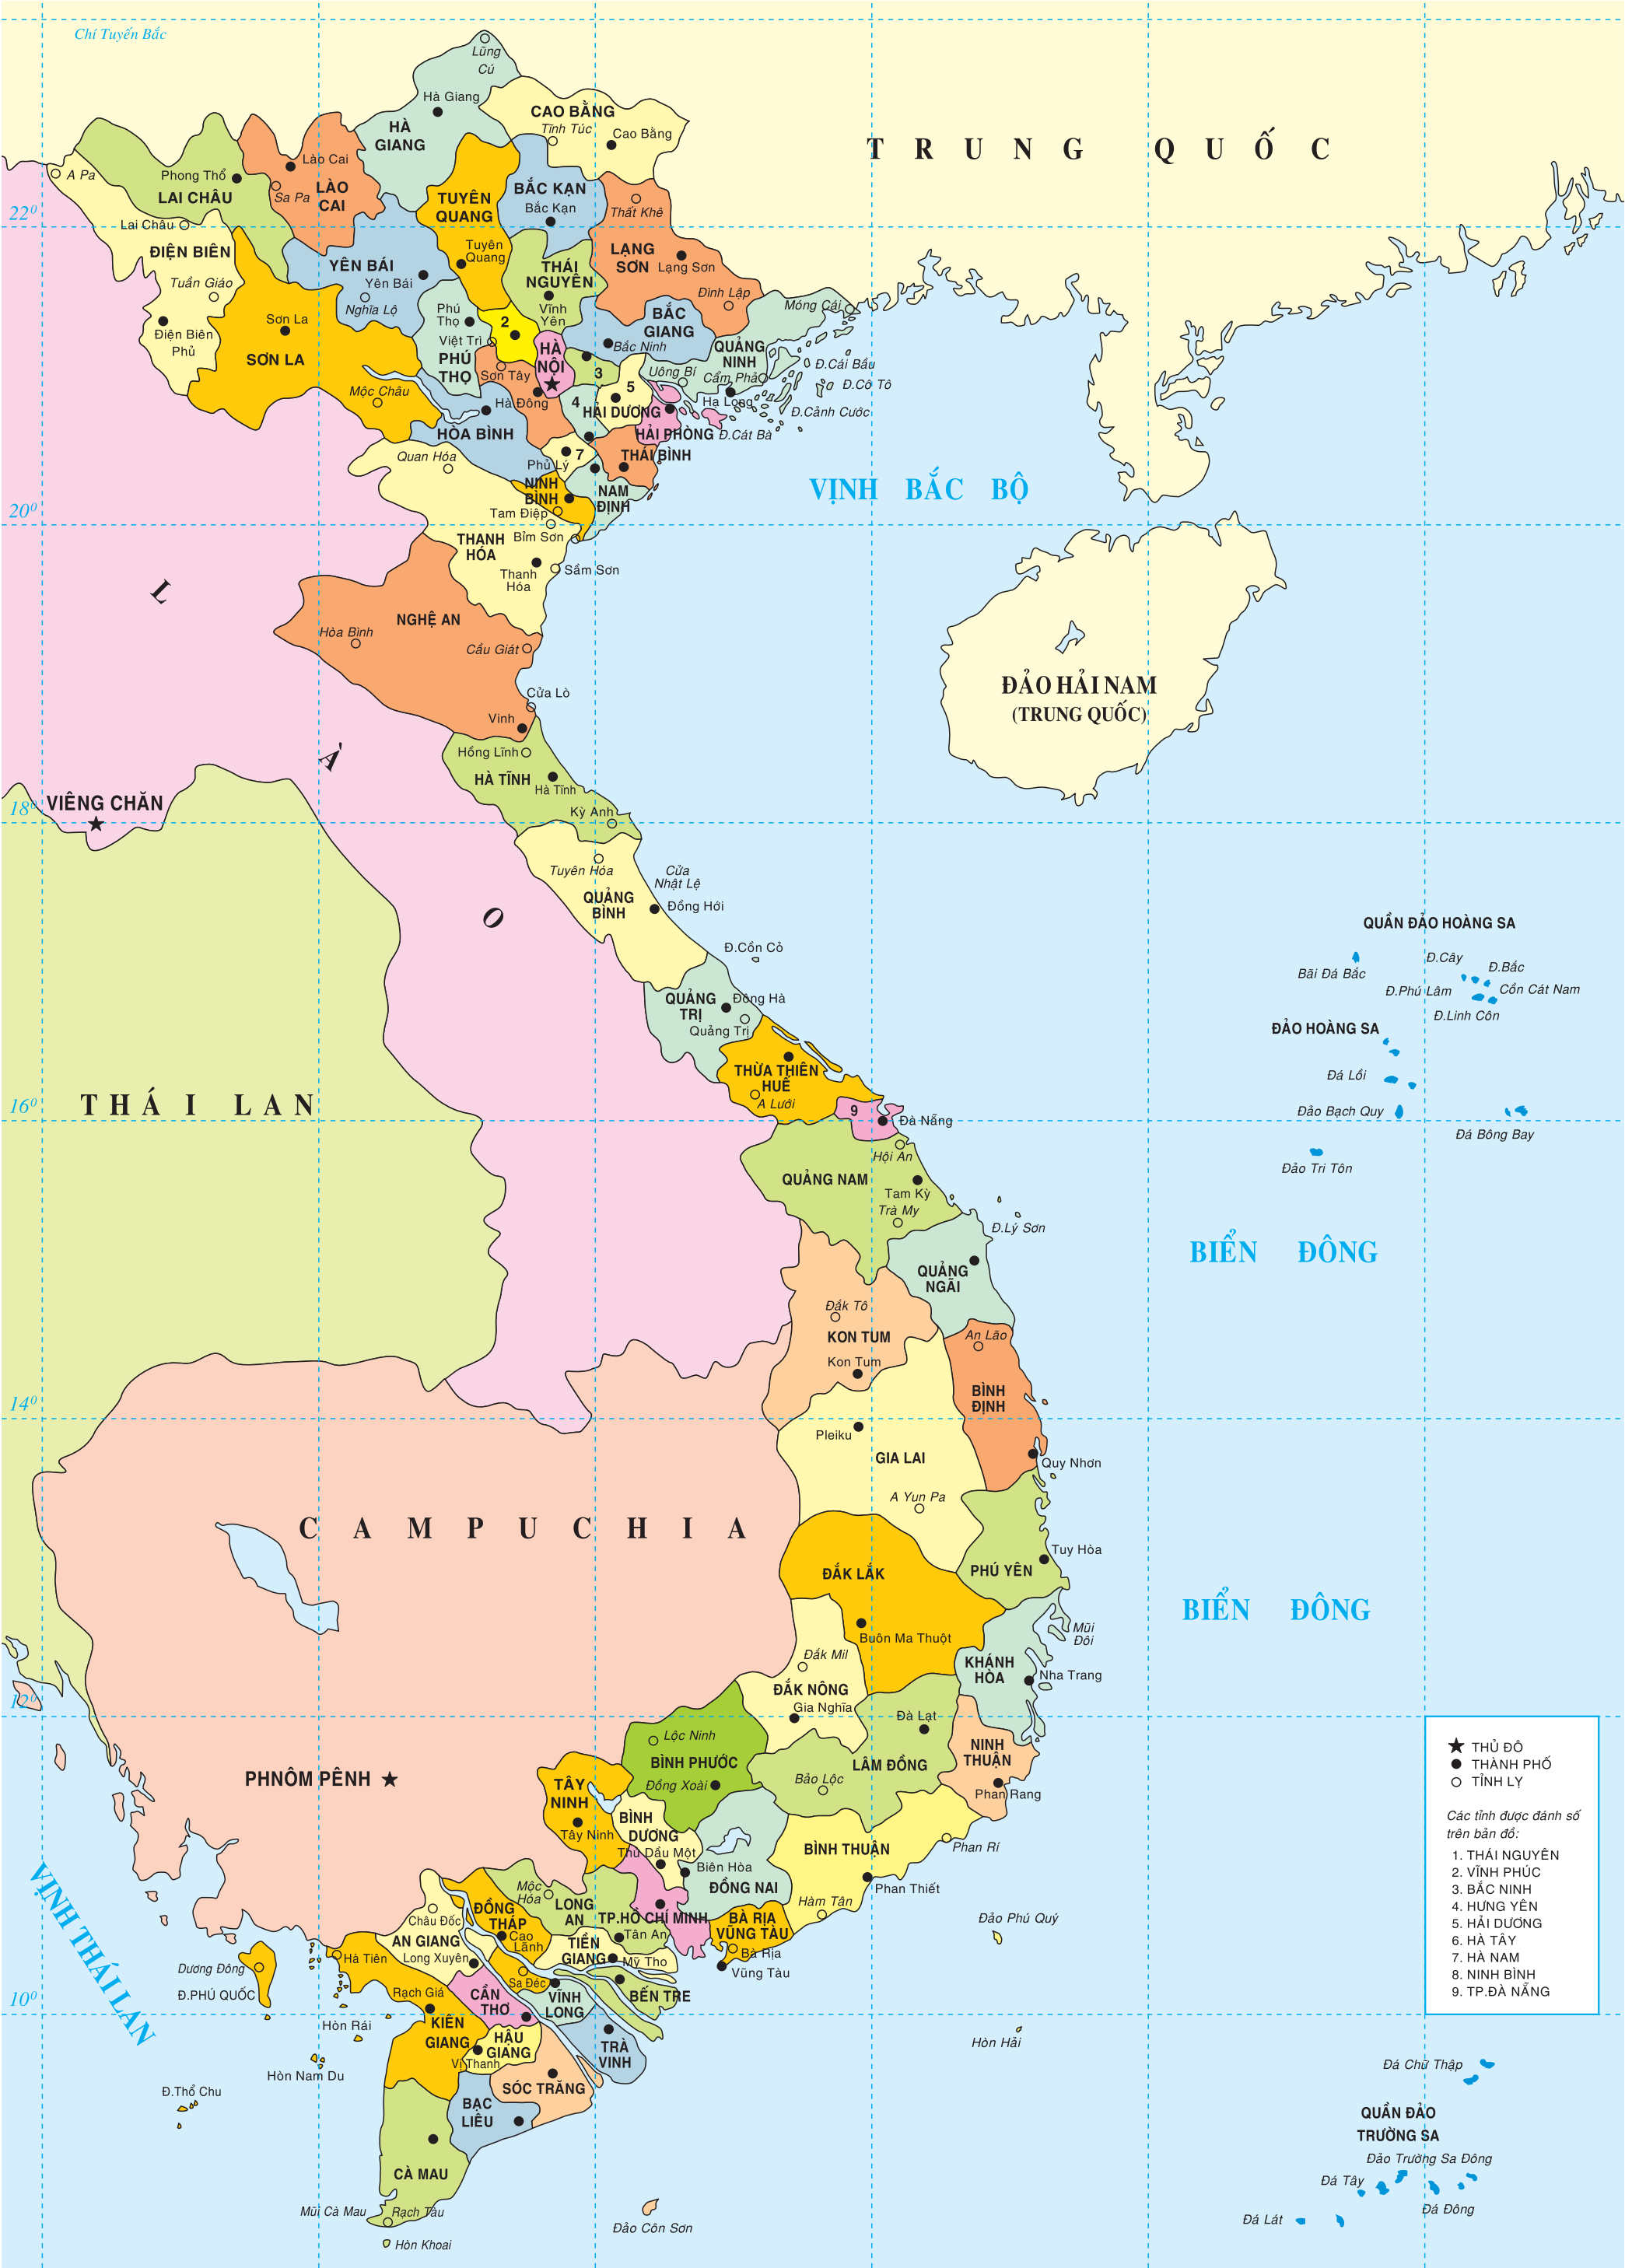 Chí Tuyến Bắc
Lũng
Cú
Hà Giang
HÀ
GIANG
CAO BẰNG
Tĩnh Túc
Cao Bằng
TRUNG QUỐC
A Pa
Phong Thổ
LAI CHÂU
Lào Cai
Sa Pa
LÀO
CAI
TUYÊN
QUANG
BẮC KẠN
Bắc Kạn
Thất Khê
22⁰
Lai Châu
ĐIỆN BIÊN
Tuần Giáo
YÊN BÁI
Yên Bái
Nghĩa Lộ
Tuyên
Quang
THÁI
NGUYÊN
LẠNG
SƠN
Lạng Sơn
Đình Lập
Móng Cái
Điện Biên
Phủ
Sơn La
SƠN LA
Phú
Thọ
Việt Trì
2
Vĩnh
Yên
BẮC
GIANG
Bắc Ninh
QUẢNG
NINH
PHÚ
THỌ
HÀ
NỘI
Sơn Tây
3
5
Uông Bí
Cẩm Phả
Đ.Cái Bầu
Đ.Cô Tô
Mộc Châu
Hà Đông
4
HẢI DƯƠNG
Hạ Long
Đ.Cảnh Cước
HÒA BÌNH
HẢI PHÒNG
Đ.Cát Bà
Quan Hóa
Phủ Lý
7
THÁI BÌNH
NINH
BÌNH
NAM
ĐỊNH
VỊNH BẮC BỘ
Tam Điệp
20⁰
Bỉm Sơn
THANH
HÓA
Thanh
Hóa
Sầm Sơn
LÀO
NGHỆ AN
Hòa Bình
Cầu Giát
Cửa Lò
Vinh
ĐẢO HẢI NAM
(TRUNG QUỐC)
Hồng Lĩnh
HÀ TĨNH
Hà Tĩnh
Kỳ Anh
VIÊNG CHĂN
18⁰
Tuyên Hóa
Cửa
Nhật Lệ
QUẢNG
BÌNH
Đồng Hới
Đ.Cồn Cỏ
QUẦN ĐẢO HOÀNG SA
Bãi Đá Bắc
Đ.Cây
Đ.Bắc
Đ.Phú Lâm
Cồn Cát Nam
Đ.Linh Côn
ĐẢO HOÀNG SA
Đá Lồi
Đảo Bạch Quy
Đá Bông Bay
Đảo Tri Tôn
QUẢNG
TRỊ
Đông Hà
Quảng Trị
THỪA THIÊN
HUẾ
A Lưới
THÁI LAN
16⁰
9
Đà Nẵng
Hội An
QUẢNG NAM
Tam Kỳ
Trà My
Đ.Lý Sơn
BIỂN ĐÔNG
QUẢNG
NGÃI
Đắk Tô
KON TUM
Kon Tum
An Lão
BÌNH
ĐỊNH
14⁰
Pleiku
GIA LAI
Quy Nhơn
A Yun Pa
CAMPUCHIA
Tuy Hòa
PHÚ YÊN
ĐẮK LẮK
BIỂN ĐÔNG
Buôn Ma Thuột
Mũi
Đôi
KHÁNH
HÒA
Nha Trang
Đắk Mil
ĐẮK NÔNG
Gia Nghĩa
12⁰
Đà Lạt
Lộc Ninh
BÌNH PHƯỚC
Đồng Xoài
LÂM ĐỒNG
Bảo Lộc
NINH
THUẬN
Phan Rang
PHNÔM PÊNH
TÂY
NINH
Tây Ninh
BÌNH
DƯƠNG
Thủ Dầu Một
Biên Hòa
ĐỒNG NAI
BÌNH THUẬN
Phan Rí
Phan Thiết
Hàm Tân
Đảo Phú Quý
VỊNH THÁI LAN
Mộc
Hóa
LONG
AN
TP.HỒ CHÍ MINH
BÀ RỊA
VŨNG TÀU
Bà Rịa
Vũng Tàu
Châu Đốc
ĐỒNG
THÁP
Cao
Lãnh
Tân An
AN GIANG
Long Xuyên
TIỀN
GIANG
Mỹ Tho
Hà Tiên
Dương Đông
Đ.PHÚ QUỐC
Rạch Giá
Sa Đéc
CẦN
THƠ
VĨNH
LONG
BẾN TRE
10⁰
Hòn Rái
KIÊN
GIANG
HẬU
GIANG
Vị Thanh
TRÀ
VINH
Hòn Hải
Hòn Nam Du
SÓC TRĂNG
Đ.Thổ Chu
BẠC
LIÊU
CÀ MAU
Mũi Cà Mau
Rạch Tàu
Hòn Khoai
Đảo Côn Sơn
THỦ ĐÔ
THÀNH PHỐ
TỈNH LỴ
Các tỉnh được đánh số
trên bản đồ:
1. THÁI NGUYÊN
2. VĨNH PHÚC
3. BẮC NINH
4. HƯNG YÊN
5. HẢI DƯƠNG
6. HÀ TÂY
7. HÀ NAM
8. NINH BÌNH
9. TP.ĐÀ NẴNG
Đá Chữ Thập
QUẦN ĐẢO
TRƯỜNG SA
Đảo Trường Sa Đông
Đá Tây
Đá Đông
Đá Lát